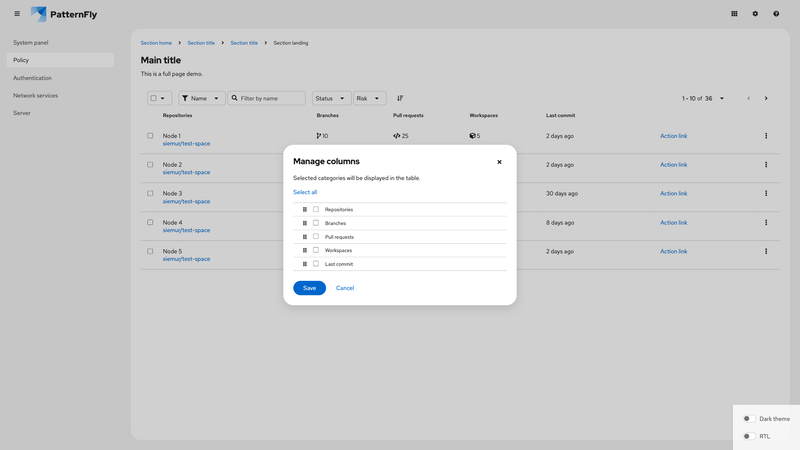 PatternFly
System panel
Policy
Authentication
Network services
Server
Section home
Section title
Section title
Section landing
Main title
This is a full page demo.
Name
Filter by name
Status
Risk
1 - 10 of 36
Repositories
Branches
Pull requests
Workspaces
Last commit
Node 1
siemur/test-space
10
25
5
2 days ago
Action link
Node 2
siemur/test-space
2 days ago
Action link
Node 3
siemur/test-space
30 days ago
Action link
Node 4
siemur/test-space
8 days ago
Action link
Node 5
siemur/test-space
2 days ago
Action link
Manage columns
Selected categories will be displayed in the table.
Select all
Repositories
Branches
Pull requests
Workspaces
Last commit
Save
Cancel
Dark theme
RTL